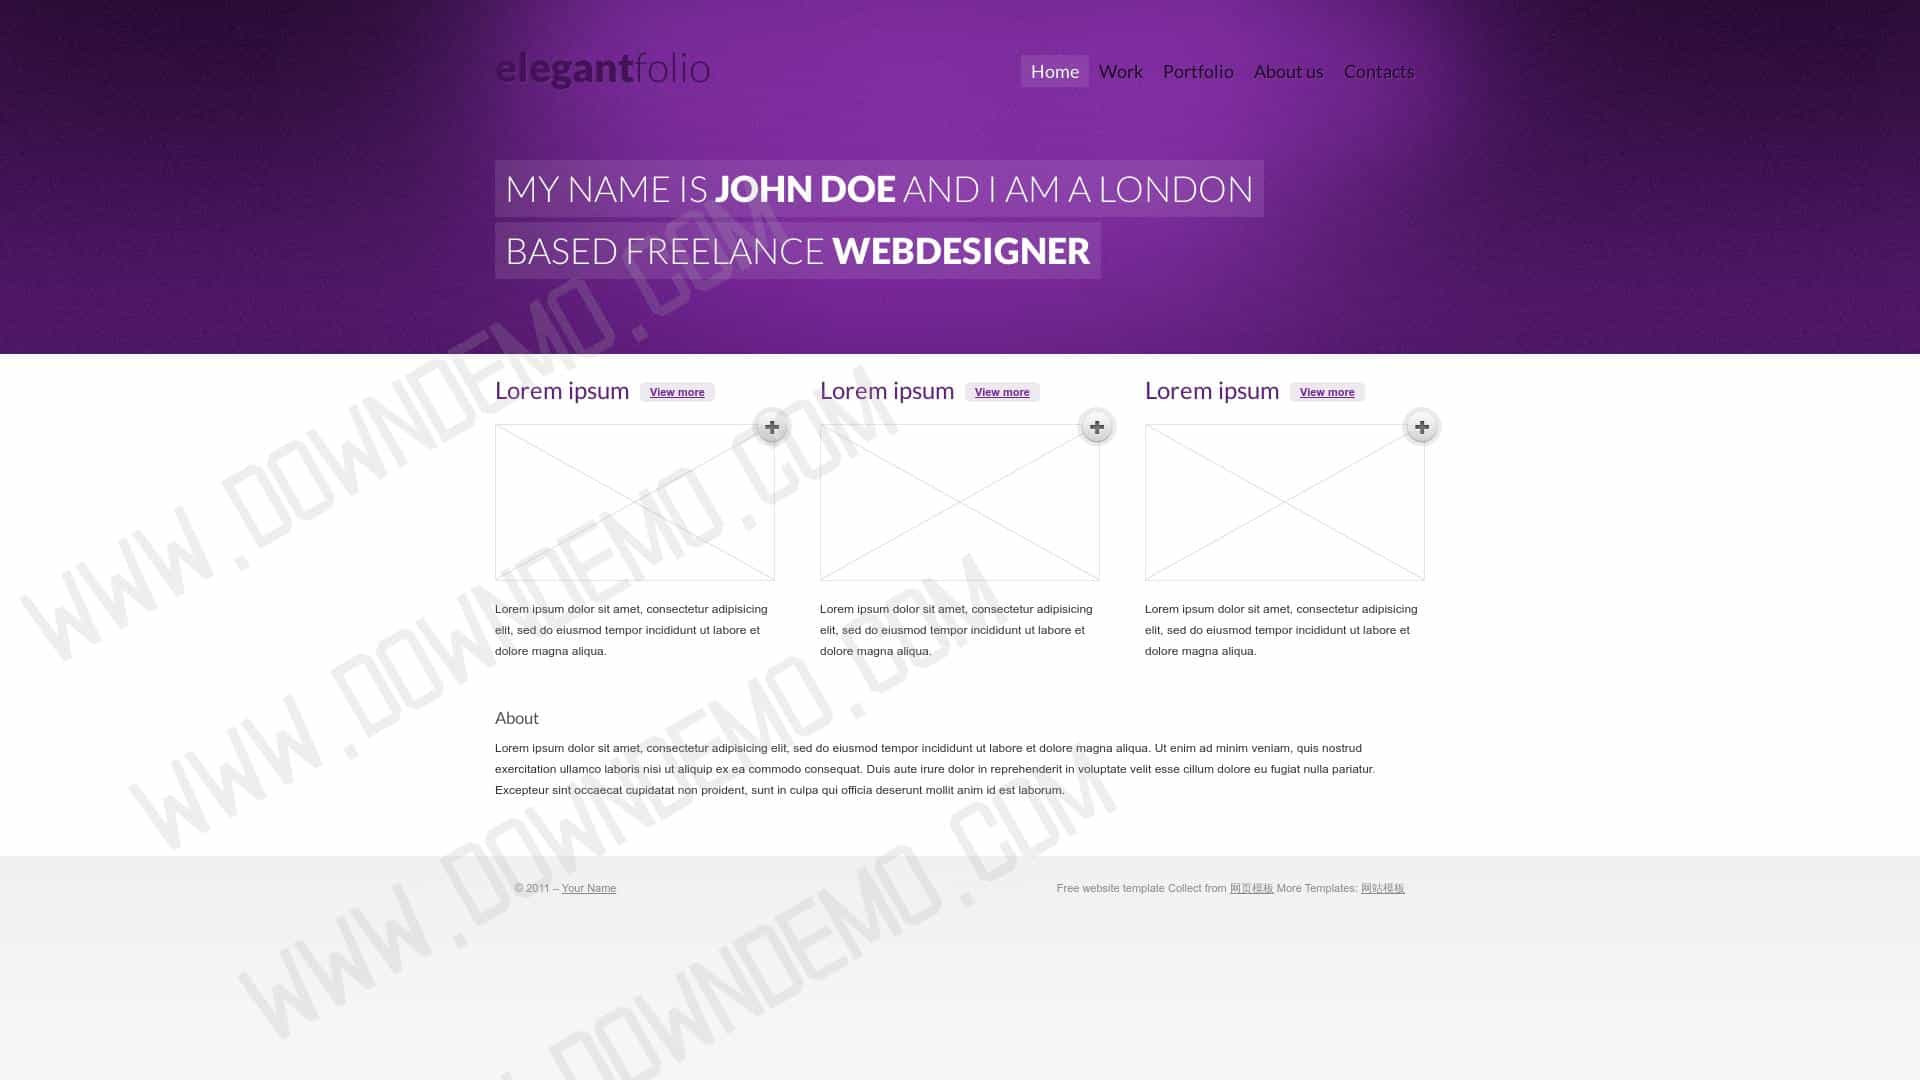 elegantfolio
Home Work Portfolio About us Contacts
MY NAME IS JOHN DOE AND I AM A LONDON
BASED FREELANCE WEBDESIGNER
Lorem ipsum View more
Lorem ipsum View more
Lorem ipsum View more
Lorem ipsum dolor sit amet, consectetur adipisicing
elit, sed do eiusmod tempor incididunt ut labore et
dolore magna aliqua.
Lorem ipsum dolor sit amet, consectetur adipisicing
elit, sed do eiusmod tempor incididunt ut labore et
dolore magna aliqua.
Lorem ipsum dolor sit amet, consectetur adipisicing
elit, sed do eiusmod tempor incididunt ut labore et
dolore magna aliqua.
About
Lorem ipsum dolor sit amet, consectetur adipisicing elit, sed do eiusmod tempor incididunt ut labore et dolore magna aliqua. Ut enim ad minim veniam, quis nostrud
exercitation ullamco laboris nisi ut aliquip ex ea commodo consequat. Duis aute irure dolor in reprehenderit in voluptate velit esse cillum dolore eu fugiat nulla pariatur.
Excepteur sint occaecat cupidatat non proident, sunt in culpa qui officia deserunt mollit anim id est laborum.
© 2011 – Your Name
Free website template Collect from 网页模板 More Templates: 网站模板
WWW.DOWNDEMO.COM
WWW.DOWNDEMO.COM
WWW.DOWNDEMO.COM
DOWNDEMO.COM